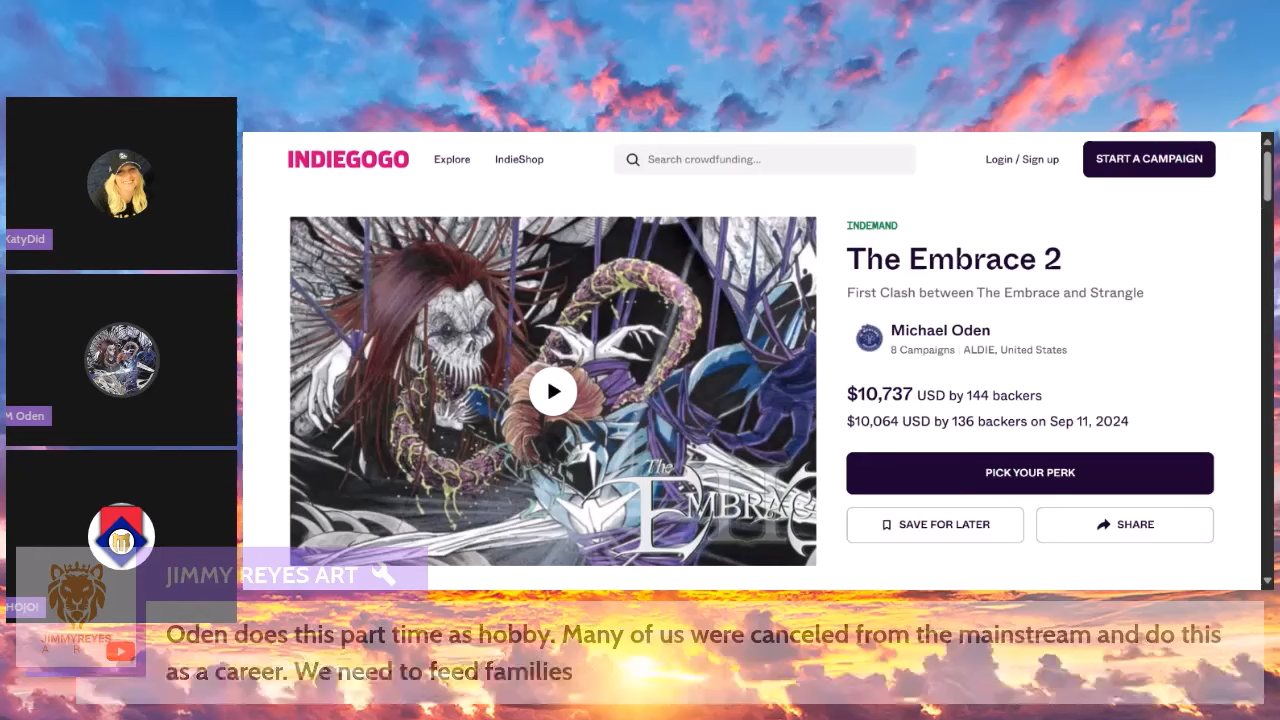 INDIEGOGO
Explore
IndieShop
Search crowdfunding...
Login / Sign up
START A CAMPAIGN
KatyDid
M Oden
HOJO!
The
EMBRACE
INDEMAND
The Embrace 2
First Clash between The Embrace and Strangle
Michael Oden
8 Campaigns | ALDIE, United States
$10,737 USD by 144 backers
$10,064 USD by 136 backers on Sep 11, 2024
PICK YOUR PERK
SAVE FOR LATER
SHARE
JIMMY REYES ART
JIMMYREYES
A R
Oden does this part time as hobby. Many of us were canceled from the mainstream and do this
as a career. We need to feed families